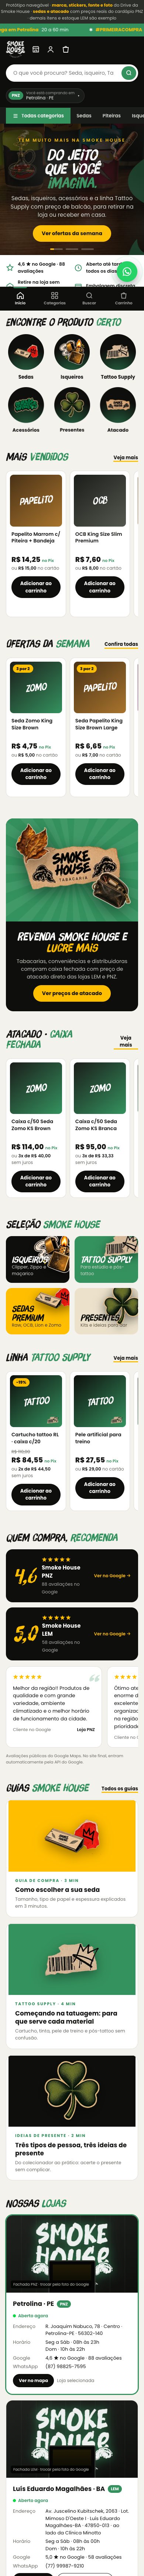 Protótipo navegável · marca, stickers, fonte e foto do Drive da
Smoke House · sedas e atacado com preços reais do catálogo PNZ ·
demais itens e estoque LEM são exemplo
ga em Petrolina 20 a 60 min
#PRIMEIRACOMPRA
SMOKE HOUSE
O que você procura? Seda, isqueiro, ta
PNZ
Você está comprando em
Petrolina · PE
Todas categorias
Sedas
Piteiras
Isque
TEM MUITO MAIS NA SMOKE HOUSE
DO JEITO
QUE VOCÊ
IMAGINA.
Sedas, isqueiros, acessórios e a linha Tattoo
Supply com preço de balcão, para retirar na
loja ou receber em casa.
Ver ofertas da semana
4,6 ★ no Google · 88
avaliações
Retire na loja sem
Aberto até tar
todos os dias
Início
Categorias
Buscar
Carrinho
ENCONTRE O PRODUTO CERTO
Sedas
Isqueiros
Tattoo Supply
Acessórios
Presentes
Atacado
MAIS VENDIDOS
Veja mais
PAPELITO
Papelito Marrom c/
Piteira + Bandeja
R$ 14,25 no Pix
ou R$ 15,00 no cartão
Adicionar ao
carrinho
OCB
OCB King Size Slim
Premium
R$ 7,60 no Pix
ou R$ 8,00 no cartão
Adicionar ao
carrinho
OFERTAS DA SEMANA
Confira todas
3 por 2
ZOMO
Seda Zomo King
Size Brown
R$ 4,75 no Pix
ou R$ 5,00 no cartão
Adicionar ao
carrinho
3 por 2
PAPELITO
Seda Papelito King
Size Brown Large
R$ 6,65 no Pix
ou R$ 7,00 no cartão
Adicionar ao
carrinho
SMOKE
HOUSE
TABACARIA
REVENDA SMOKE HOUSE E
LUCRE MAIS
Tabacarias, conveniências e distribuidores
compram caixa fechada com preço de
atacado direto das lojas LEM e PNZ.
Ver preços de atacado
ATACADO · CAIXA
FECHADA
Veja
mais
ZOMO
Caixa c/50 Seda
Zomo KS Brown
R$ 114,00 no Pix
ou 3x de R$ 40,00
sem juros
Adicionar ao
carrinho
ZOMO
Caixa c/50 Seda
Zomo KS Branca
R$ 95,00 no Pix
ou 3x de R$ 33,33
sem juros
Adicionar ao
carrinho
SELEÇÃO SMOKE HOUSE
ISQUEIROS
Clipper, Zippo e
maçarico
TATTOO SUPPLY
Para estúdio e pós-
tattoo
SEDAS
PREMIUM
Raw, OCB, Lion e Zomo
PRESENTES
Kits e ideias
LINHA TATTOO SUPPLY
Veja mais
-15%
TATTOO
Cartucho tattoo RL
· caixa c/20
R$ 84,55 no Pix
ou 2x de R$ 44,50
sem juros
Adicionar ao
carrinho
TATTOO
Pele artificial para
treino
R$ 27,55 no Pix
ou R$ 29,00 no cartão
Adicionar ao
carrinho
QUEM COMPRA, RECOMENDA
4,6
★★★★★
Smoke House
PNZ
88 avaliações no
Google
Ver no Google →
5,0
★★★★★
Smoke House
LEM
58 avaliações no
Google
Ver no Google →
★★★★★
Melhor da região!! Produtos de
qualidade e com grande
variedade, ambiente
climatizado e o melhor horário
de funcionamento da cidade.
Cliente no Google
Loja PNZ
Avaliações públicas do Google Maps. No site final, entram
automaticamente pela API do Google.
GUIAS SMOKE HOUSE
Todos os guias
GUIA DE COMPRA · 3 MIN
Como escolher a sua seda
Tamanho, tipo de papel e espessura explicados
em 3 minutos.
TATTOO SUPPLY · 4 MIN
Começando na tatuagem: para
que serve cada material
Cartucho, tinta, pele de treino e pós-tattoo sem
confusão.
IDEIAS DE PRESENTE · 2 MIN
Três tipos de pessoa, três ideias de
presente
Do colecionador ao prático: acerte o presente
sem complicar.
NOSSAS LOJAS
SMOKE
HOUSE
Fachada PNZ · trocar pela foto do Google
Petrolina · PE PNZ
Aberto agora
Endereço R. Joaquim Nabuco, 78 · Centro ·
Petrolina-PE · 56302-140
Horário Seg a Sáb · 08h às 23h
Dom · 10h às 22h
Google 4,6 ★ no Google · 88 avaliações
WhatsApp (87) 98825-7595
Ver no mapa
Loja selecionada
SMOKE
HOUSE
Fachada LEM · trocar pela foto do Google
Luís Eduardo Magalhães · BA LEM
Aberto agora
Endereço Av. Juscelino Kubitschek, 2063 · Lot.
Mimoso D'Oeste I · Luís Eduardo
Magalhães-BA · 47850-013 · ao
lado da Clínica Minatto
Horário Seg a Sáb · 08h às 00h
Dom · 10h às 22h
Google 5,0 ★ no Google · 58 avaliações
WhatsApp (77) 99987-9210